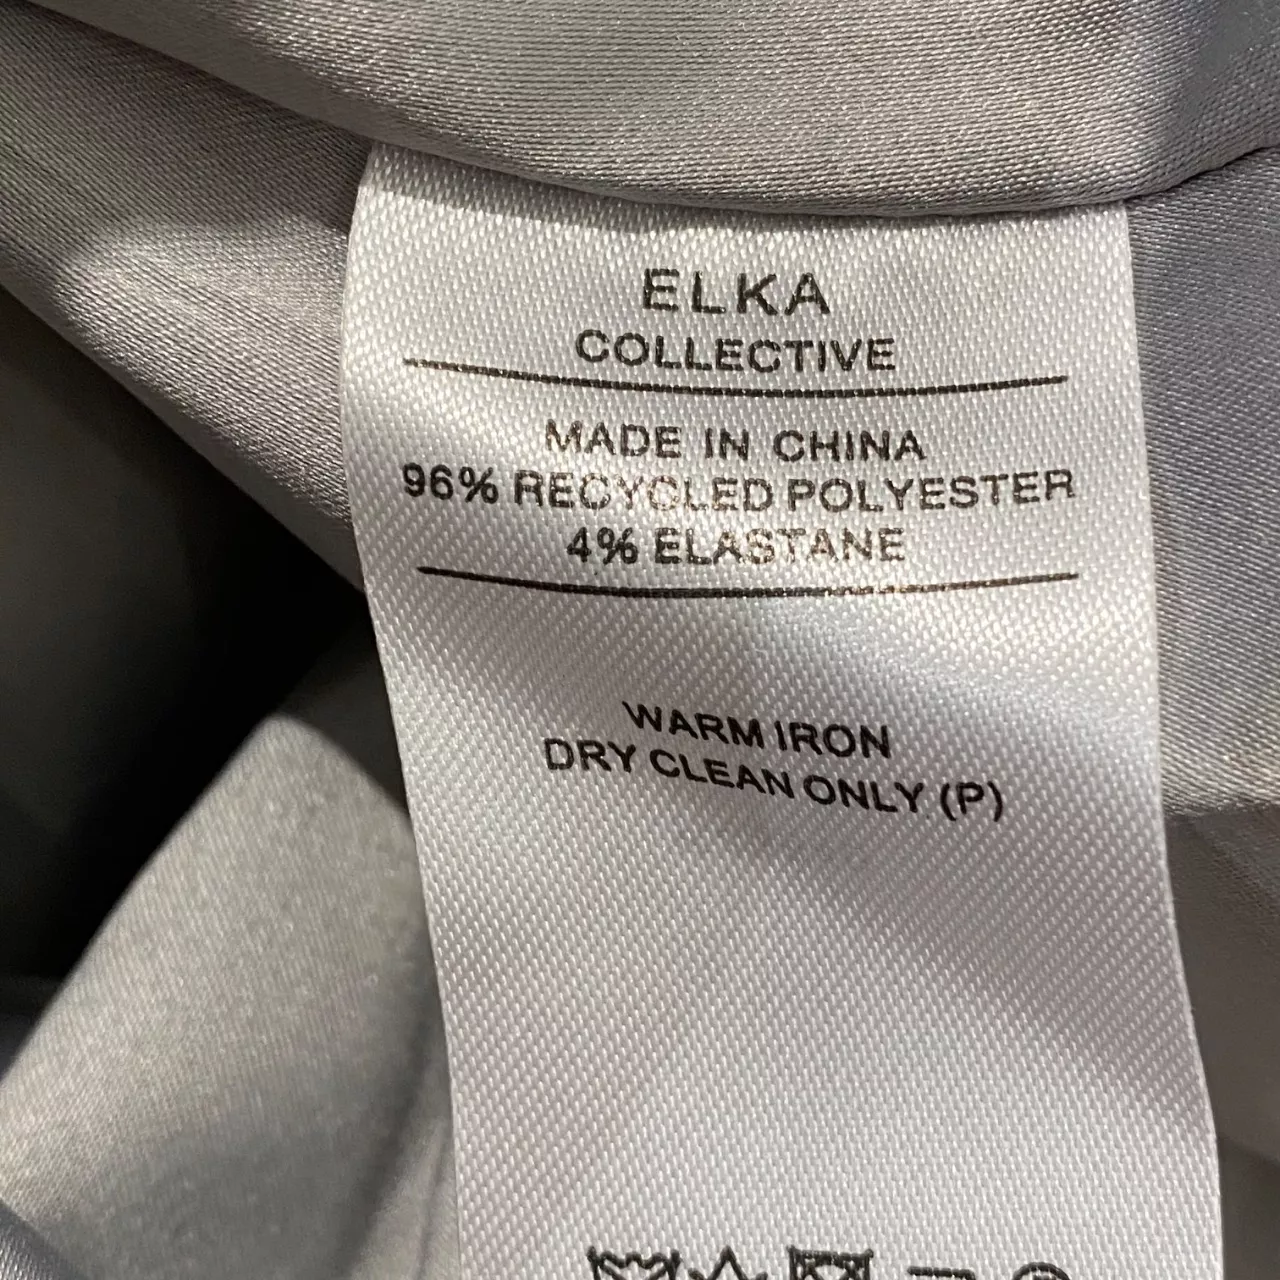 ELKA
COLLECTIVE
MADE IN CHINA
96% RECYCLED POLYESTER
4% ELASTANE
WARM IRON
DRY CLEAN ONLY (P)